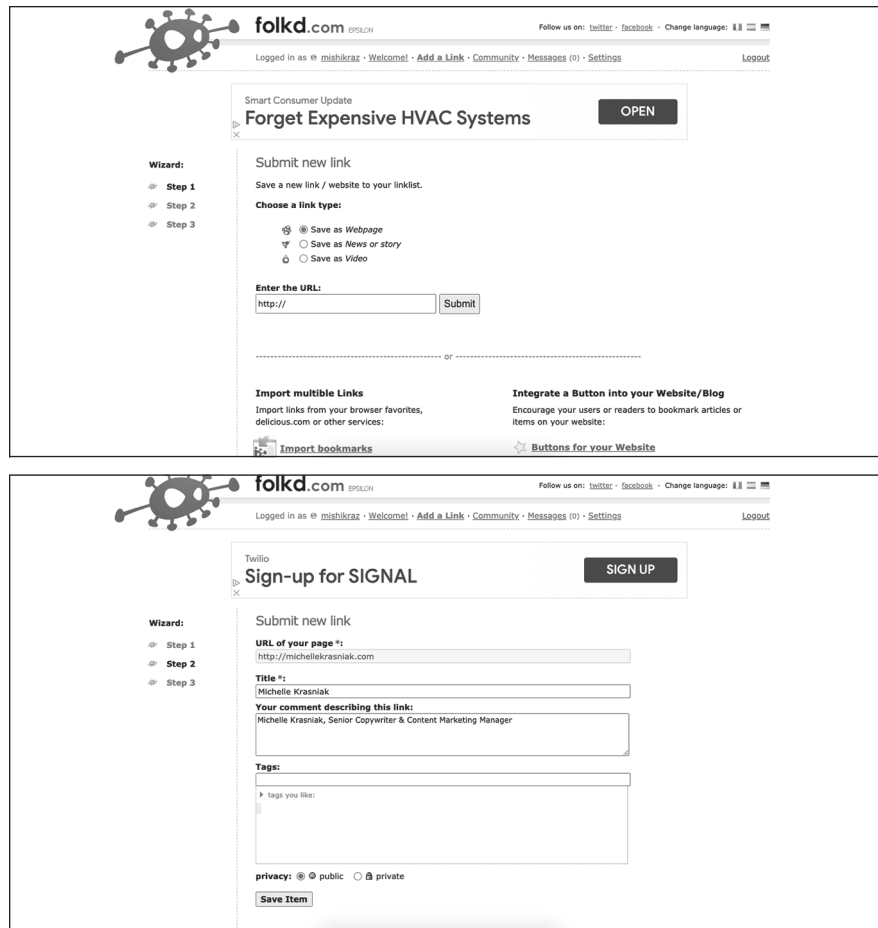 folkd.com EPSILON
Follow us on: twitter · facebook · Change language:
Logged in as mishikraz · Welcome! · Add a Link · Community · Messages (0) · Settings Logout
Smart Consumer Update
Forget Expensive HVAC Systems
OPEN
Wizard:
Step 1
Step 2
Step 3
Submit new link
Save a new link / website to your linklist.
Choose a link type:
Save as Webpage
Save as News or story
Save as Video
Enter the URL:
http:// Submit
or
Import multible Links
Import links from your browser favorites,
delicious.com or other services:
Import bookmarks
Integrate a Button into your Website/Blog
Encourage your users or readers to bookmark articles or
items on your website:
Buttons for your Website
folkd.com EPSILON
Follow us on: twitter · facebook · Change language:
Logged in as mishikraz · Welcome! · Add a Link · Community · Messages (0) · Settings Logout
Twilio
Sign-up for SIGNAL
SIGN UP
Wizard:
Step 1
Step 2
Step 3
Submit new link
URL of your page *:
http://michellekrasniak.com
Title *:
Michelle Krasniak
Your comment describing this link:
Michelle Krasniak, Senior Copywriter & Content Marketing Manager
Tags:
tags you like:
privacy: public private
Save Item